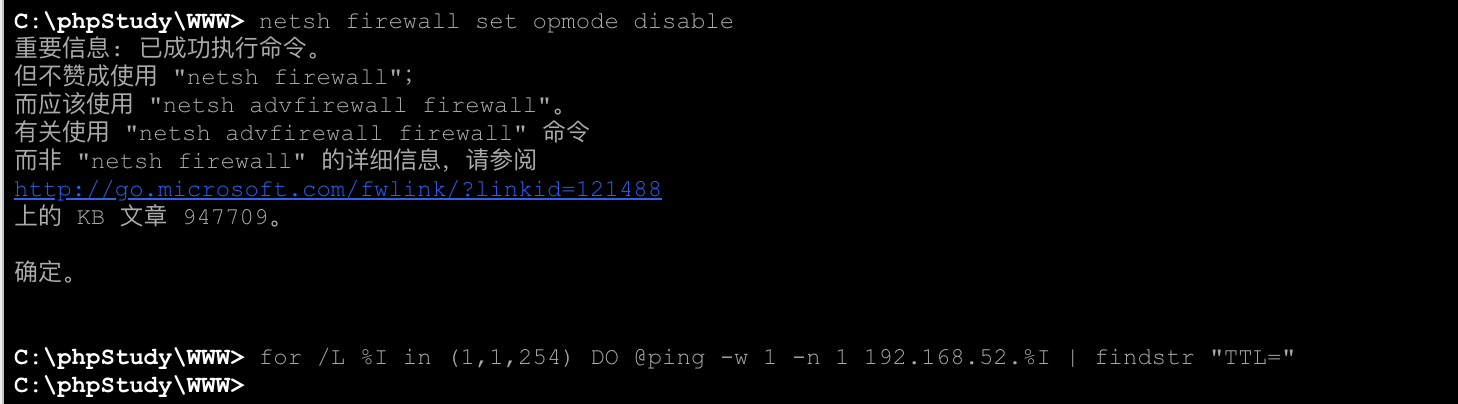 C:\phpStudy\WWW> netsh firewall set opmode disable
重要信息: 已成功执行命令。
但不赞成使用 "netsh firewall";
而应该使用 "netsh advfirewall firewall"。
有关使用 "netsh advfirewall firewall" 命令
而非 "netsh firewall" 的详细信息, 请参阅
http://go.microsoft.com/fwlink/?linkid=121488
上的 KB 文章 947709。
确定。
C:\phpStudy\WWW> for /L %I in (1,1,254) DO @ping -w 1 -n 1 192.168.52.%I | findstr "TTL="
C:\phpStudy\WWW>